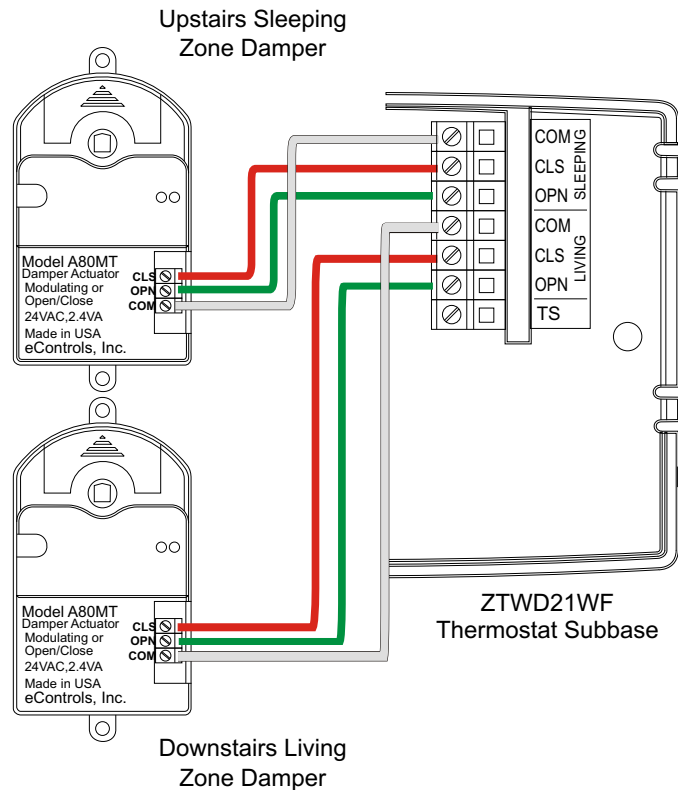 Upstairs Sleeping
Zone Damper
Model A80MT
Damper Actuator
Modulating or
Open/Close
24VAC,2.4VA
Made in USA
eControls, Inc.
CLS
OPN
COM
COM
CLS
OPN
SLEEPING
COM
CLS
OPN
LIVING
TS
ZTWD21WF
Thermostat Subbase
Model A80MT
Damper Actuator
Modulating or
Open/Close
24VAC,2.4VA
Made in USA
eControls, Inc.
CLS
OPN
COM
Downstairs Living
Zone Damper